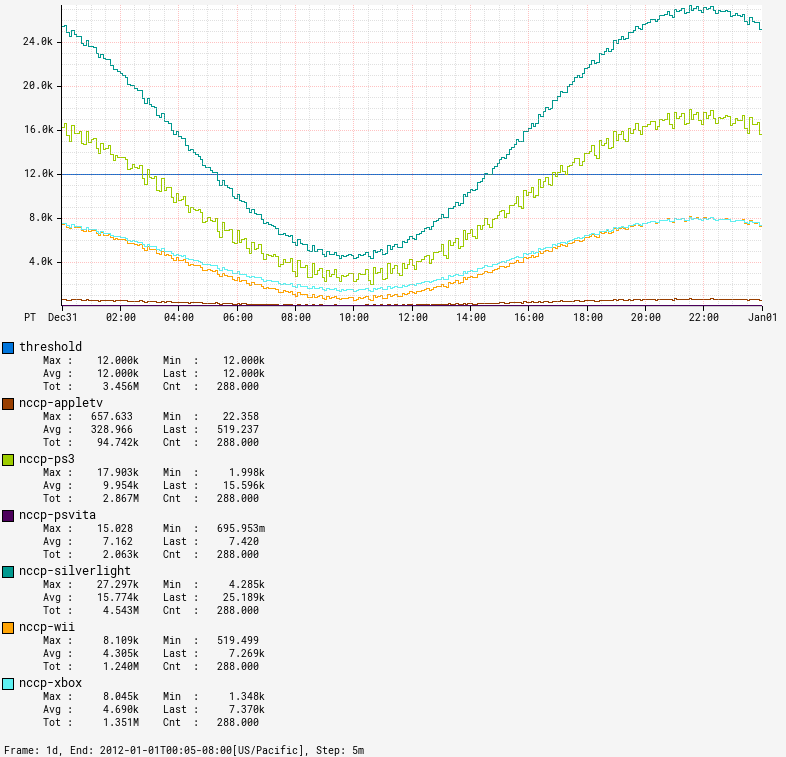 24.0k
20.0k
16.0k
12.0k
8.0k
4.0k
PT Dec31 02:00 04:00 06:00 08:00 10:00 12:00 14:00 16:00 18:00 20:00 22:00 Jan01
threshold
Max : 12.000k Min : 12.000k
Avg : 12.000k Last : 12.000k
Tot : 3.456M Cnt : 288.000
nccp-appletv
Max : 657.633 Min : 22.358
Avg : 328.966 Last : 519.237
Tot : 94.742k Cnt : 288.000
nccp-ps3
Max : 17.903k Min : 1.998k
Avg : 9.954k Last : 15.596k
Tot : 2.867M Cnt : 288.000
nccp-psvita
Max : 15.028 Min : 695.953m
Avg : 7.162 Last : 7.420
Tot : 2.063k Cnt : 288.000
nccp-silverlight
Max : 27.297k Min : 4.285k
Avg : 15.774k Last : 25.189k
Tot : 4.543M Cnt : 288.000
nccp-wii
Max : 8.109k Min : 519.499
Avg : 4.305k Last : 7.269k
Tot : 1.240M Cnt : 288.000
nccp-xbox
Max : 8.045k Min : 1.348k
Avg : 4.690k Last : 7.370k
Tot : 1.351M Cnt : 288.000
Frame: 1d, End: 2012-01-01T00:05-08:00[US/Pacific], Step: 5m